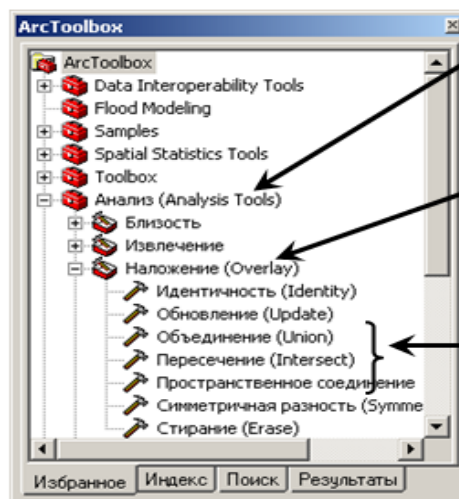 ArcToolbox
ArcToolbox
Data Interoperability Tools
Flood Modeling
Samples
Spatial Statistics Tools
Toolbox
Анализ (Analysis Tools)
Близость
Извлечение
Наложение (Overlay)
Идентичность (Identity)
Обновление (Update)
Объединение (Union)
Пересечение (Intersect)
Пространственное соединение
Симметричная разность (Symme
Стирание (Erase)
Избранное Индекс Поиск Результаты